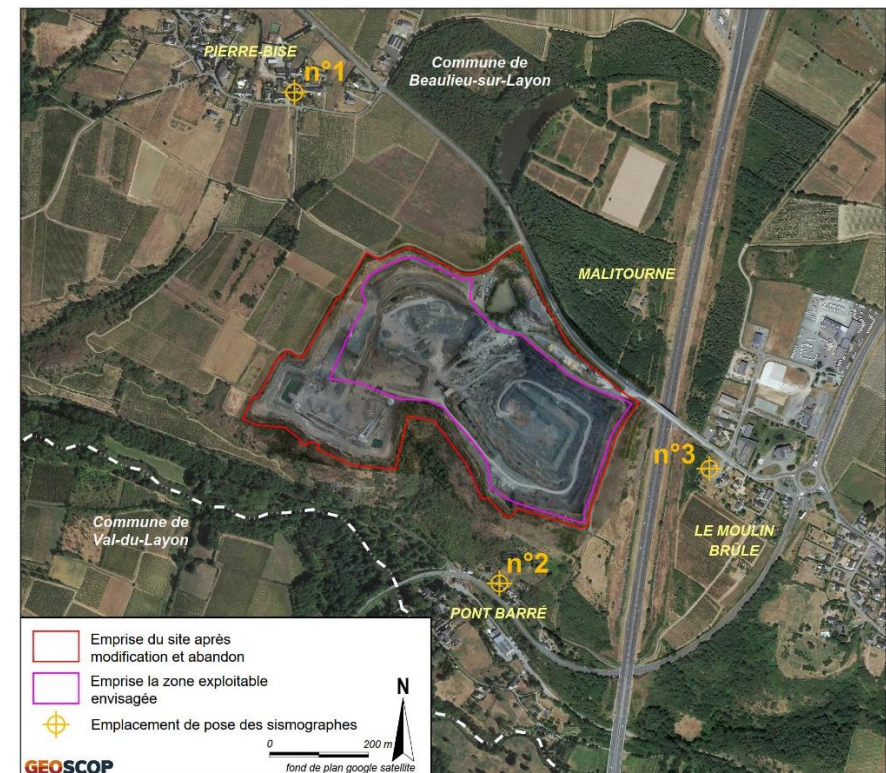 PIERRE-BISE
n°1
Commune de
Beaulieu-sur-Layon
MALITOURNE
n°3
Commune de
Val-du-Layon
LE MOULIN
BRÛLE
n°2
PONT BARRÉ
Emprise du site après
modification et abandon
Emprise la zone exploitable
envisagée
Emplacement de pose des sismographes
N
0 200 m
GEOSCOP
fond de plan google satellite